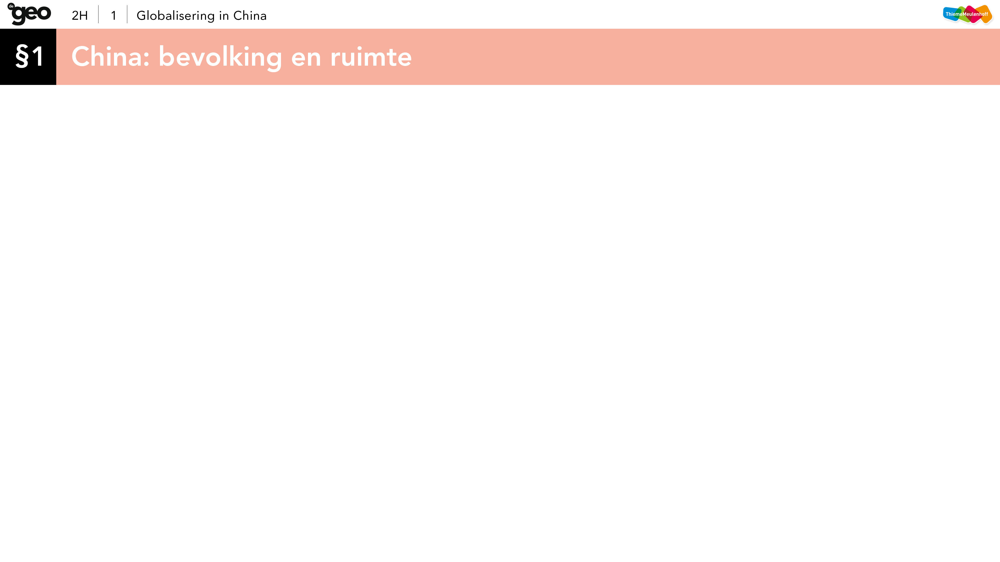 de geo
2H 1 Globalisering in China
ThiemeMeulenhoff
§1 China: bevolking en ruimte